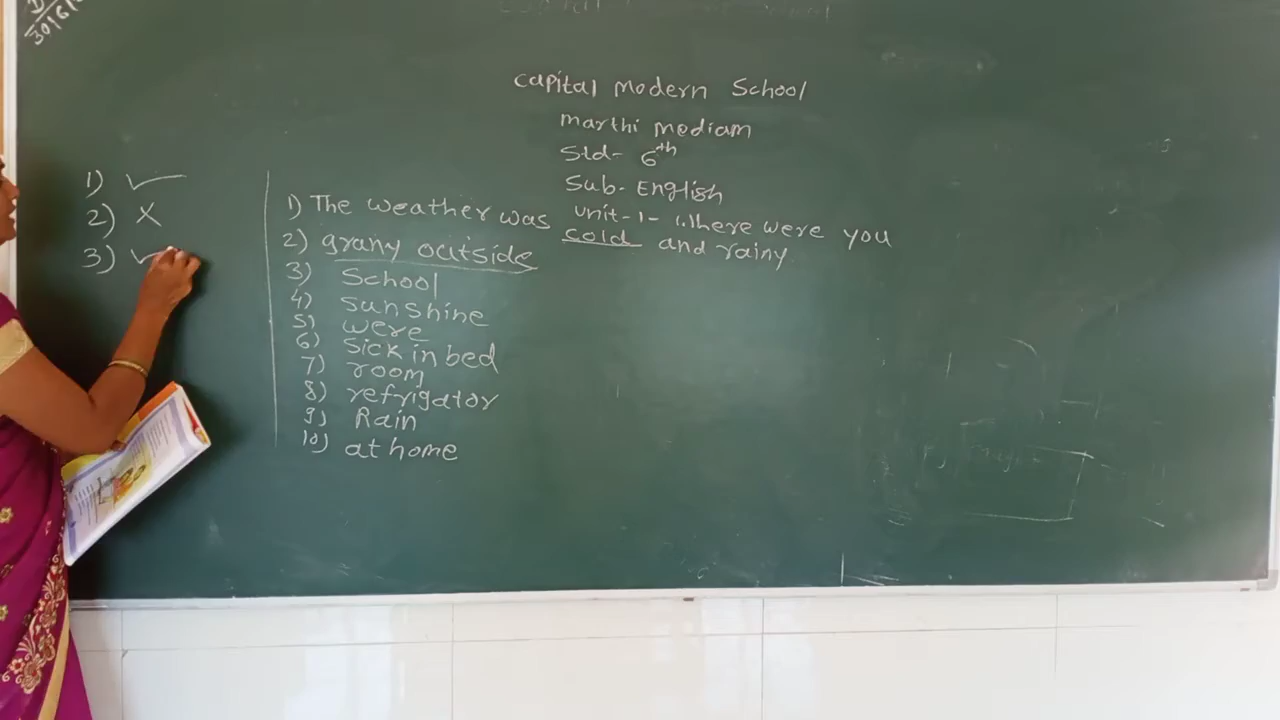 30/6/
capital modern School
marthi mediam
Std- 6th
Sub- English
unit-1- Where were you
1) ✓
2) X
3) ✓
1) The weather was cold and rainy
2) grany outside
3) School
4) sunshine
5) were
6) Sick in bed
7) room
8) refrigator
9) Rain
10) at home